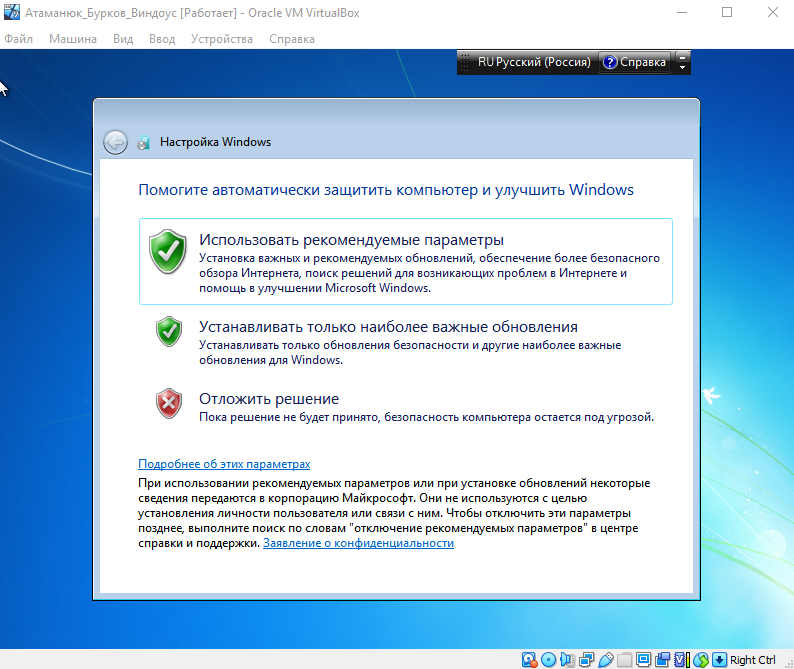 Атаманюк_Бурков_Виндоус [Работает] - Oracle VM VirtualBox
Файл Машина Вид Ввод Устройства Справка
RU Русский (Россия) ? Справка
Настройка Windows
Помогите автоматически защитить компьютер и улучшить Windows
Использовать рекомендуемые параметры
Установка важных и рекомендуемых обновлений, обеспечение более безопасного
обзора Интернета, поиск решений для возникающих проблем в Интернете и
помощь в улучшении Microsoft Windows.
Устанавливать только наиболее важные обновления
Устанавливать только обновления безопасности и другие наиболее важные
обновления для Windows.
Отложить решение
Пока решение не будет принято, безопасность компьютера остается под угрозой.
Подробнее об этих параметрах
При использовании рекомендуемых параметров или при установке обновлений некоторые
сведения передаются в корпорацию Майкрософт. Они не используются с целью
установления личности пользователя или связи с ним. Чтобы отключить эти параметры
позднее, выполните поиск по словам "отключение рекомендуемых параметров" в центре
справки и поддержки. Заявление о конфиденциальности
Right Ctrl